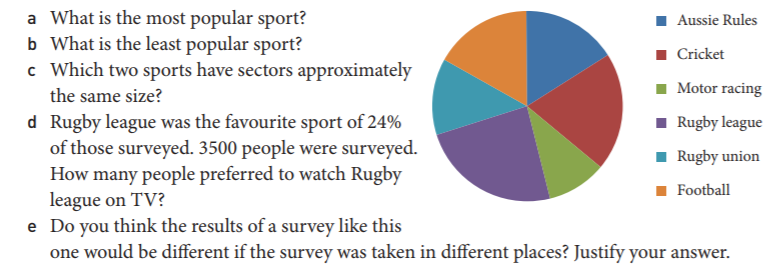 a What is the most popular sport?
b What is the least popular sport?
c Which two sports have sectors approximately
the same size?
d Rugby league was the favourite sport of 24%
of those surveyed. 3500 people were surveyed.
How many people preferred to watch Rugby
league on TV?
e Do you think the results of a survey like this
one would be different if the survey was taken in different places? Justify your answer.
Aussie Rules
Cricket
Motor racing
Rugby league
Rugby union
Football